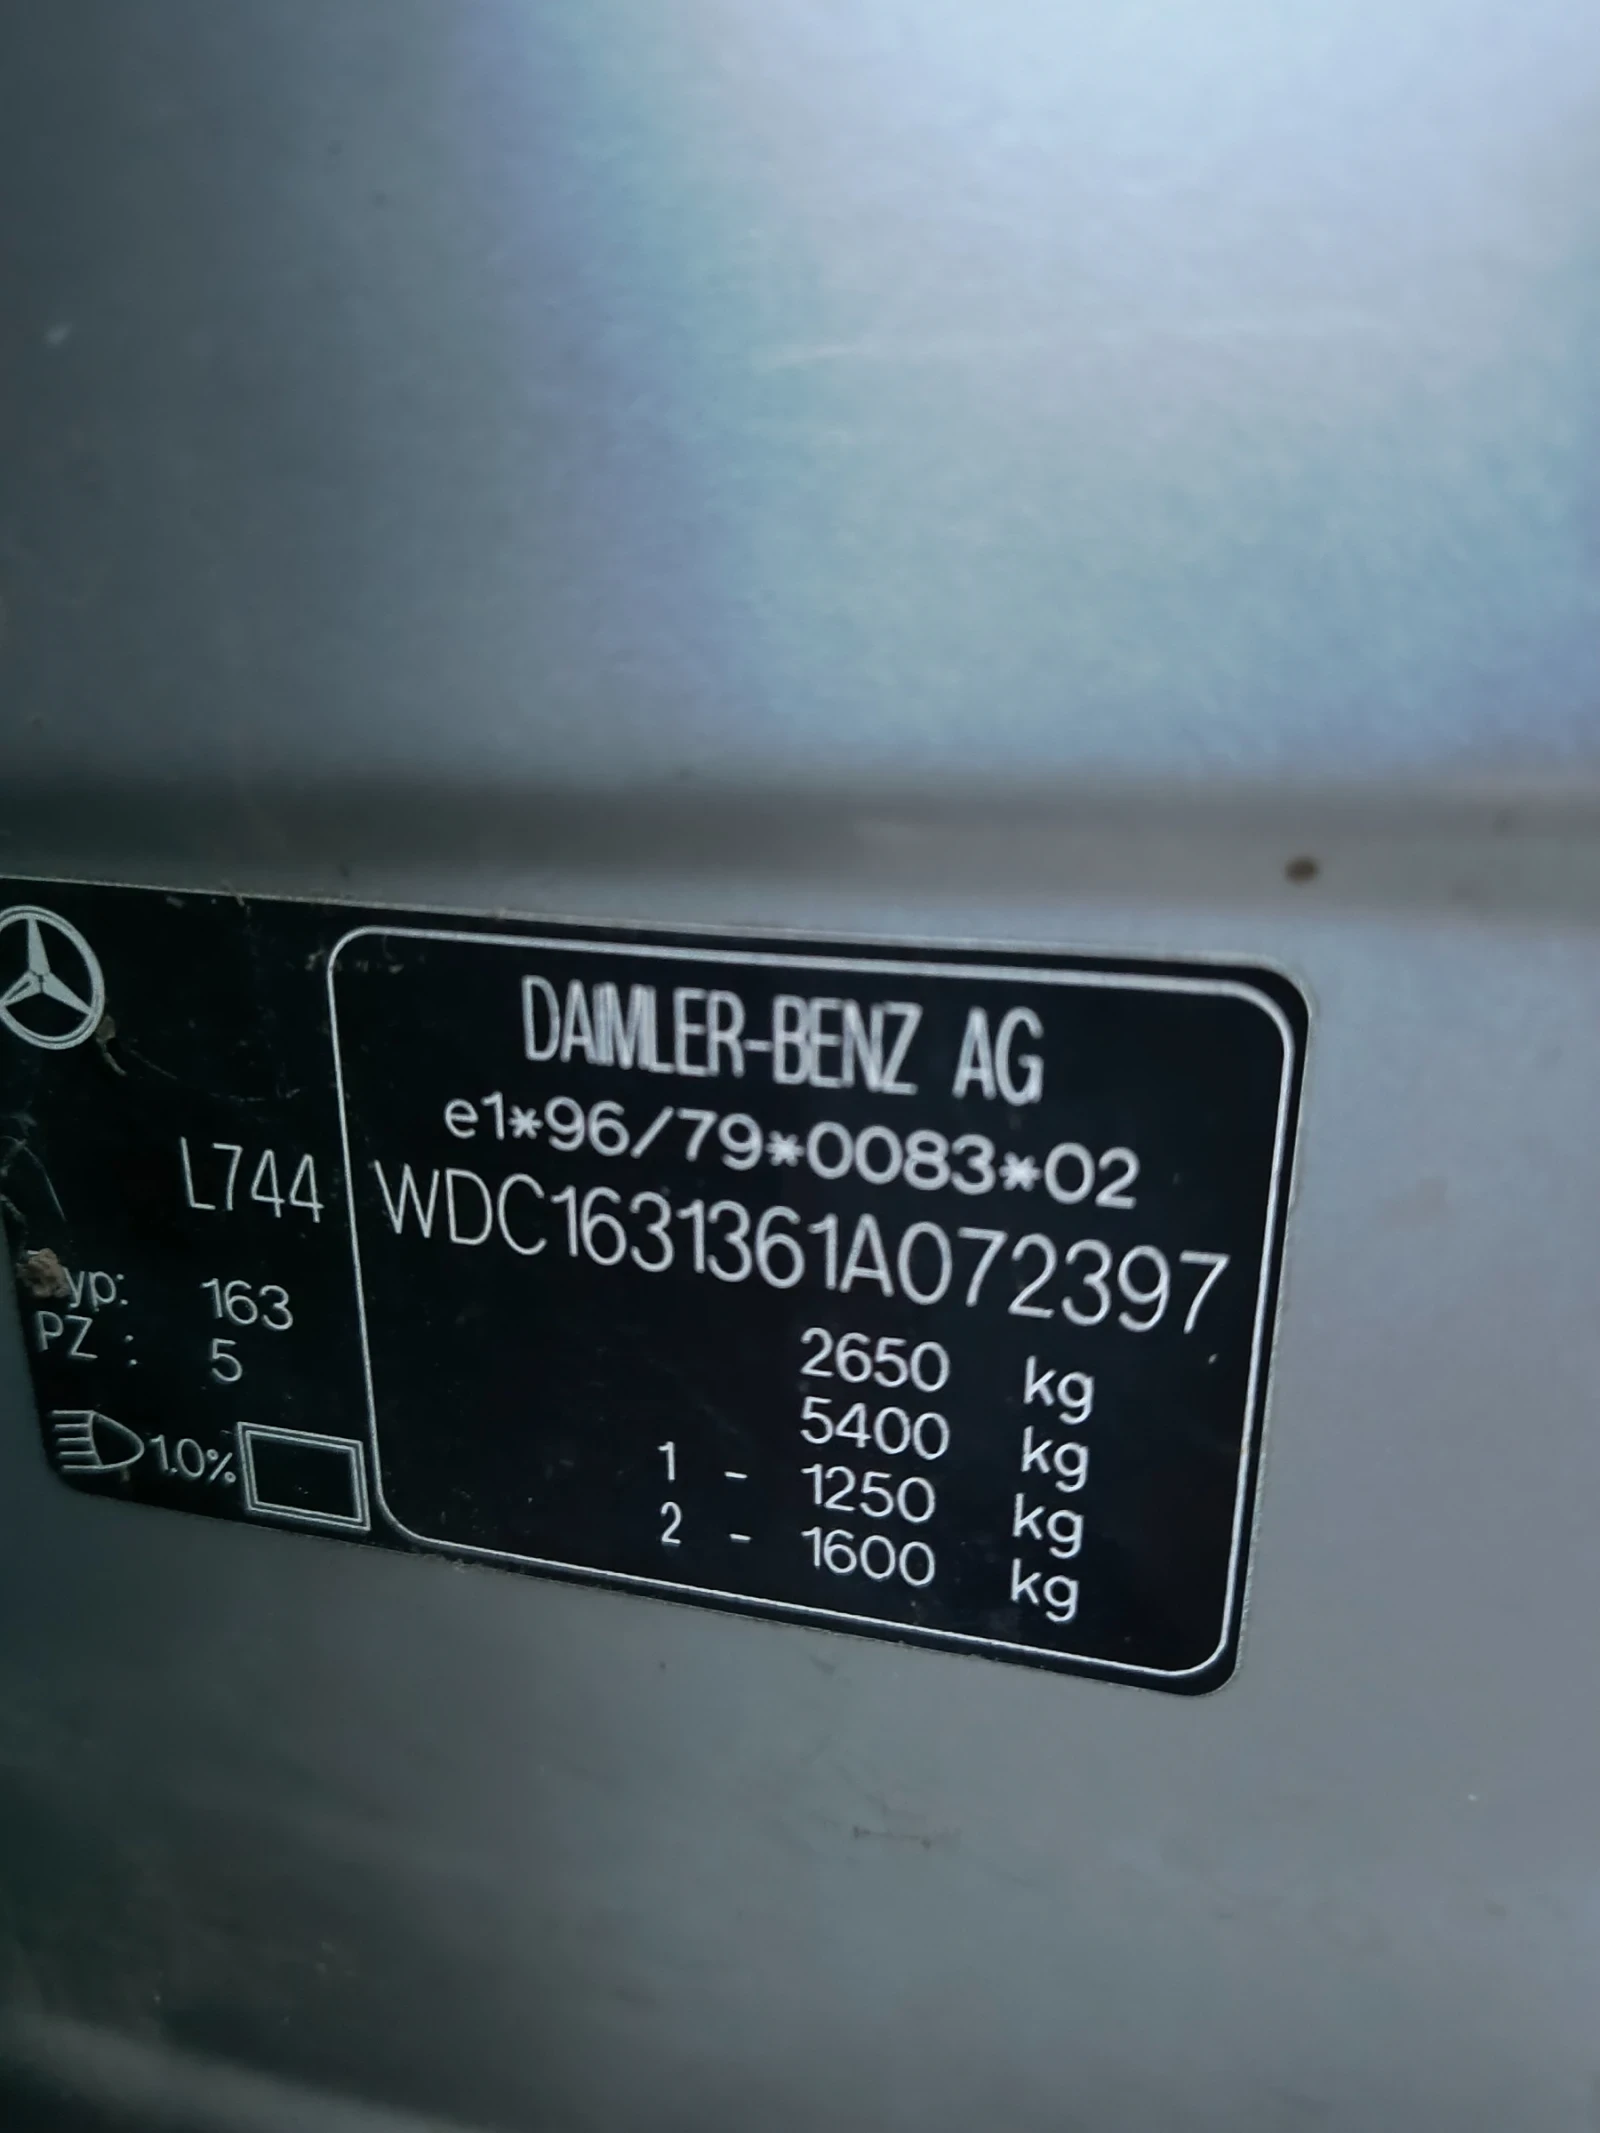 DAIMLER-BENZ AG
e1*96/79*0083*02
L744
WDC1631361A072397
yp: 163
PZ : 5
1.0%
2650 kg
5400 kg
1 - 1250 kg
2 - 1600 kg